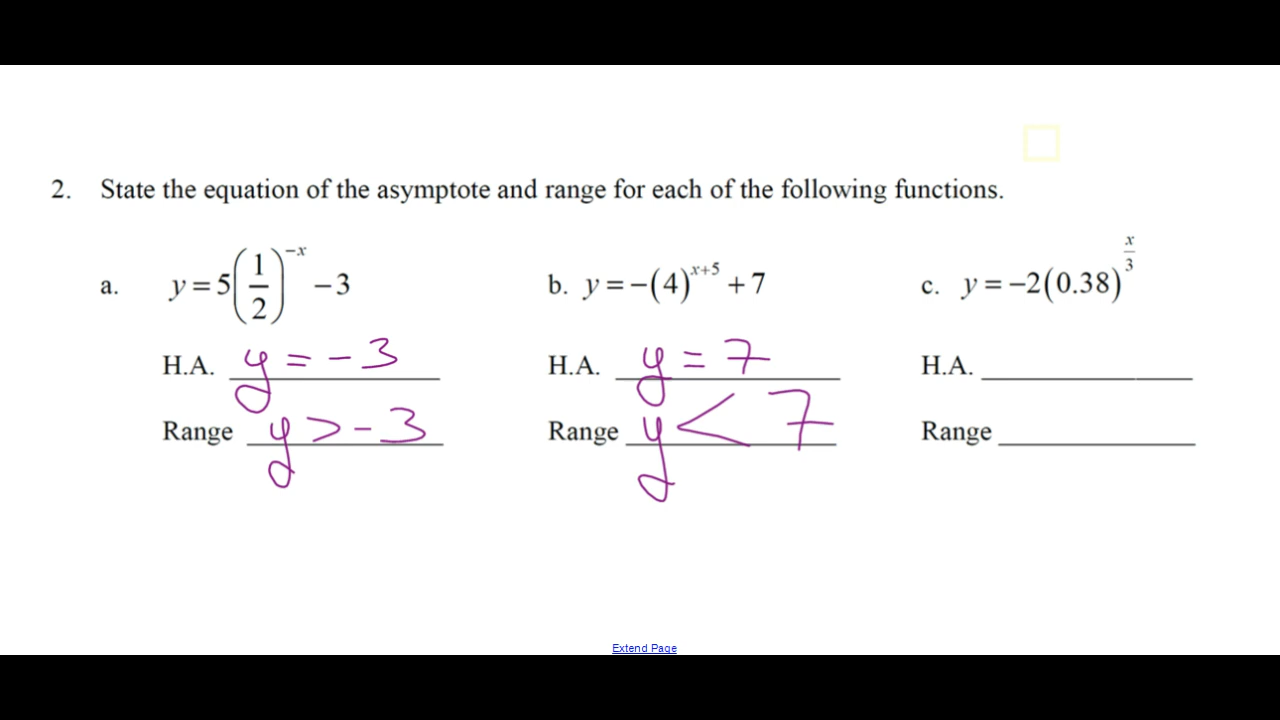 2. State the equation of the asymptote and range for each of the following functions.
a. y = 5(1/2)^(-x) - 3
b. y = -(4)^(x+5) + 7
c. y = -2(0.38)^(x/3)
H.A. y = -3
H.A. y = 7
H.A.
Range y > -3
Range y < 7
Range
Extend Page